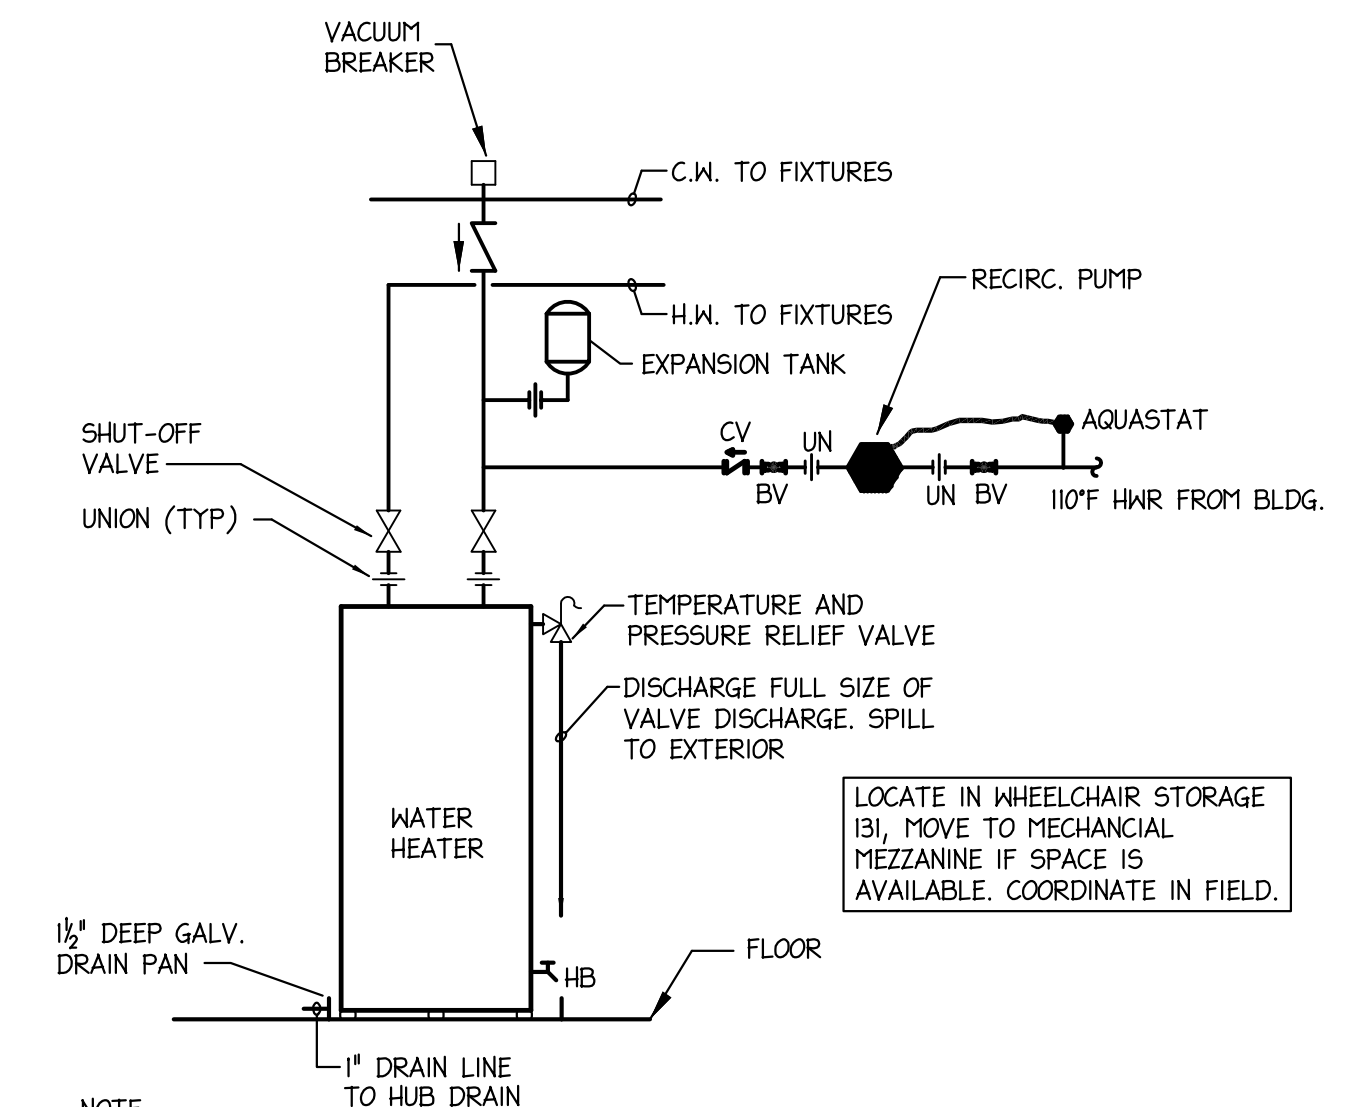 VACUUM
BREAKER
C.W. TO FIXTURES
RECIRC. PUMP
H.W. TO FIXTURES
EXPANSION TANK
AQUASTAT
SHUT-OFF
VALVE
CV
UN
BV
UN
BV
110°F HWR FROM BLDG.
UNION (TYP)
TEMPERATURE AND
PRESSURE RELIEF VALVE
DISCHARGE FULL SIZE OF
VALVE DISCHARGE. SPILL
TO EXTERIOR
WATER
HEATER
LOCATE IN WHEELCHAIR STORAGE
131, MOVE TO MECHANCIAL
MEZZANINE IF SPACE IS
AVAILABLE. COORDINATE IN FIELD.
1½" DEEP GALV.
DRAIN PAN
FLOOR
HB
1" DRAIN LINE
TO HUB DRAIN
NOTE